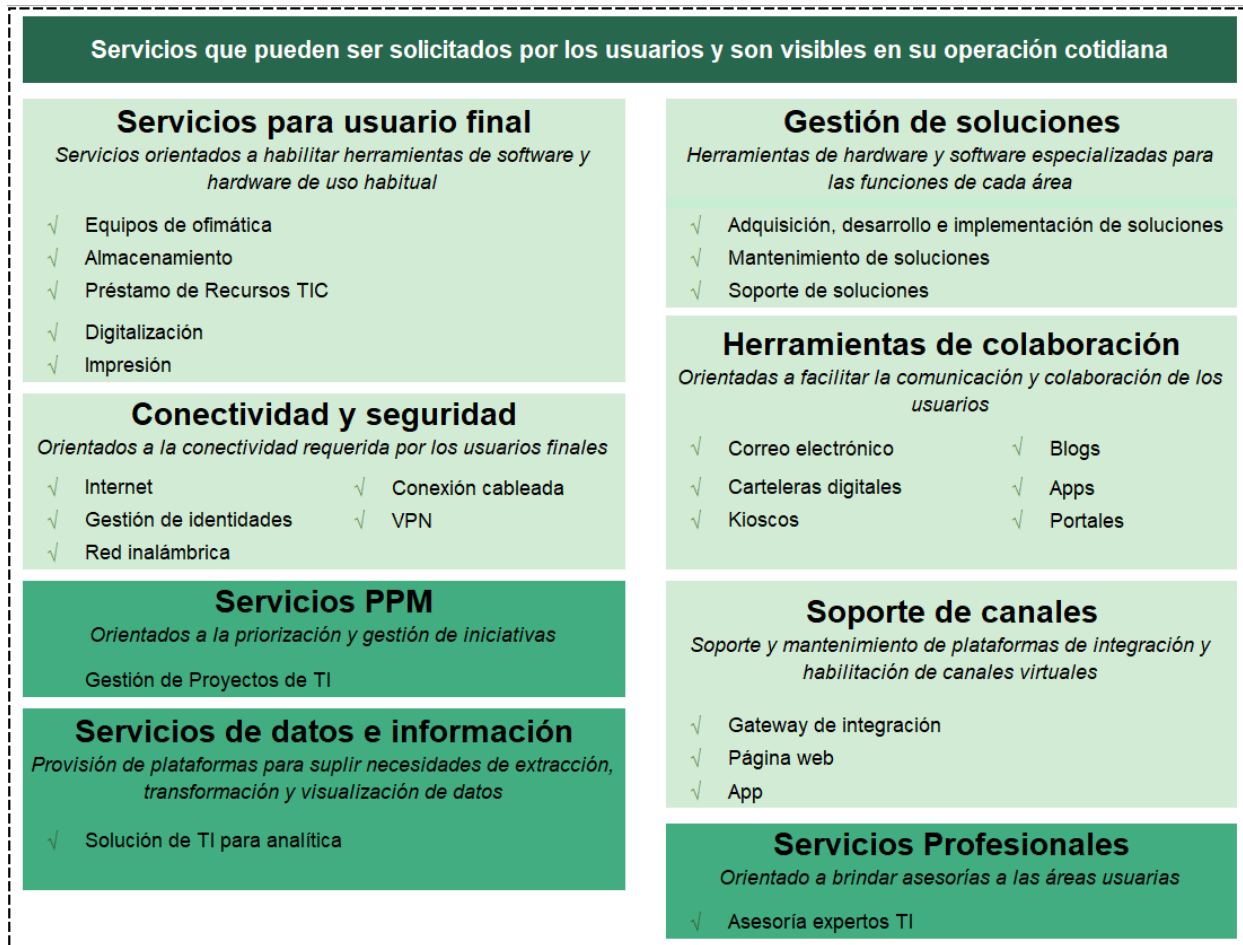 Servicios que pueden ser solicitados por los usuarios y son visibles en su operación cotidiana
Servicios para usuario final
Servicios orientados a habilitar herramientas de software y
hardware de uso habitual
√ Equipos de ofimática
√ Almacenamiento
√ Préstamo de Recursos TIC
√ Digitalización
√ Impresión
Conectividad y seguridad
Orientados a la conectividad requerida por los usuarios finales
√ Internet
√ Gestión de identidades
√ Red inalámbrica
√ Conexión cableada
√ VPN
Servicios PPM
Orientados a la priorización y gestión de iniciativas
Gestión de Proyectos de TI
Servicios de datos e información
Provisión de plataformas para suplir necesidades de extracción,
transformación y visualización de datos
√ Solución de TI para analítica
Gestión de soluciones
Herramientas de hardware y software especializadas para
las funciones de cada área
√ Adquisición, desarrollo e implementación de soluciones
√ Mantenimiento de soluciones
√ Soporte de soluciones
Herramientas de colaboración
Orientadas a facilitar la comunicación y colaboración de los
usuarios
√ Correo electrónico
√ Carteleras digitales
√ Kioscos
√ Blogs
√ Apps
√ Portales
Soporte de canales
Soporte y mantenimiento de plataformas de integración y
habilitación de canales virtuales
√ Gateway de integración
√ Página web
√ App
Servicios Profesionales
Orientado a brindar asesorías a las áreas usuarias
√ Asesoría expertos TI